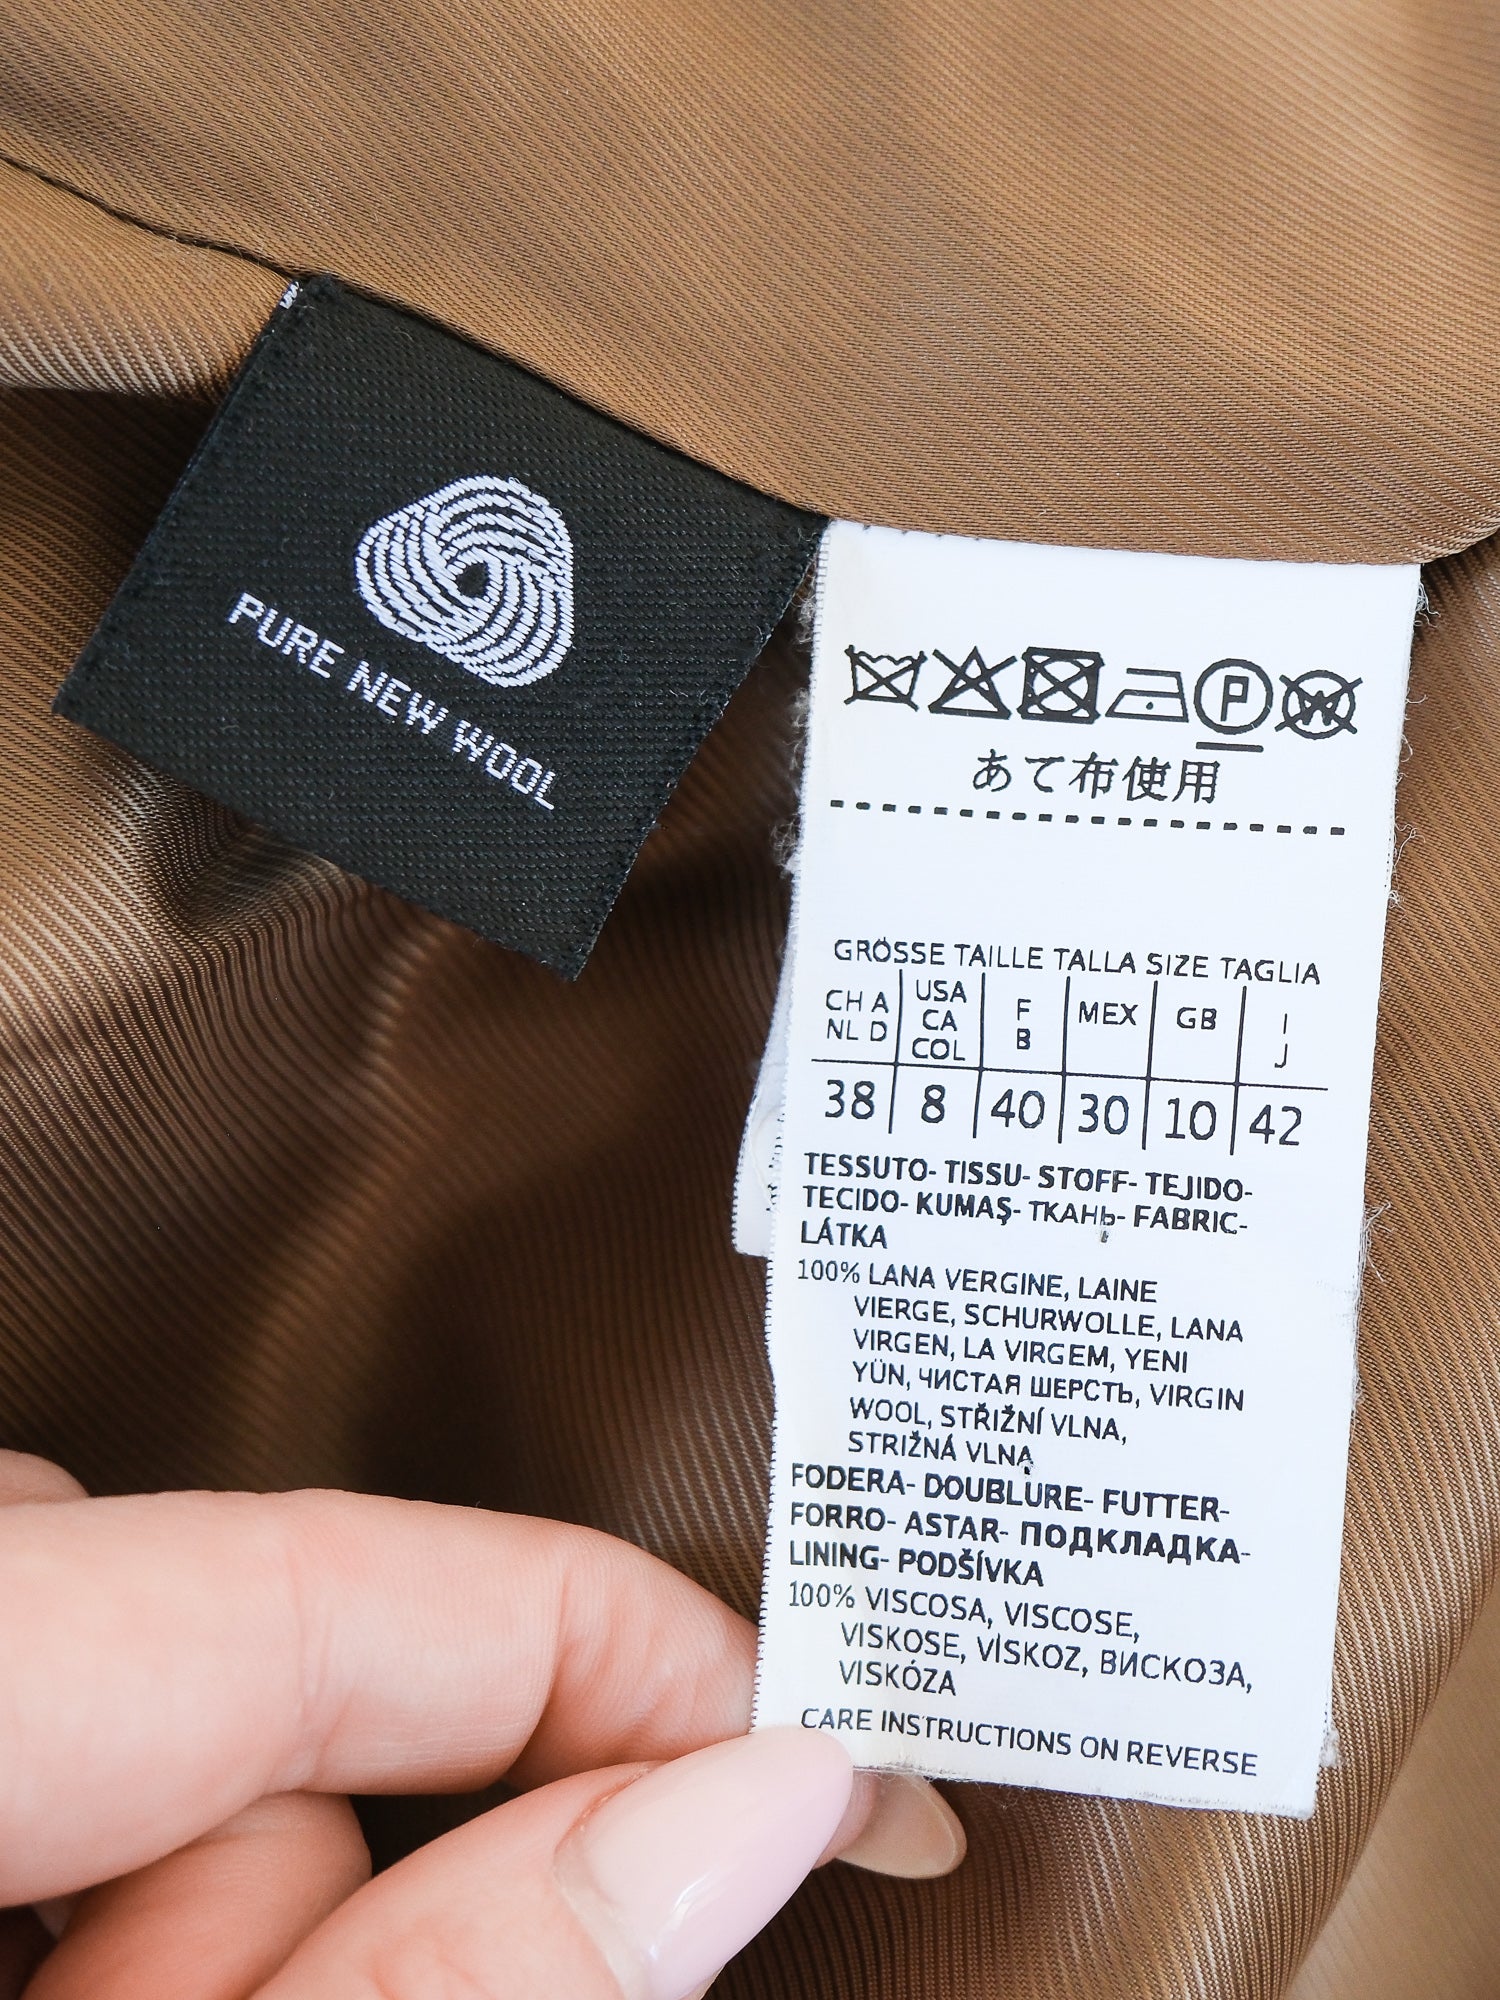 PURE NEW WOOL
P
W
あて布使用
GRÖSSE TAILLE TALLA SIZE TAGLIA
CH A NL D USA CA COL F B MEX GB I J
38 8 40 30 10 42
TESSUTO- TISSU- STOFF- TEJIDO-
TECIDO- KUMAŞ- ТКАНЬ- FABRIC-
LÁTKA
100% LANA VERGINE, LAINE
VIERGE, SCHURWOLLE, LANA
VIRGEN, LA VIRGEM, YENI
YÜN, ЧИСТАЯ ШЕРСТЬ, VIRGIN
WOOL, STŘIŽNÍ VLNA,
STRIŽNÁ VLNA
FODERA- DOUBLURE- FUTTER-
FORRO- ASTAR- ПОДКЛАДКА-
LINING- PODŠÍVKA
100% VISCOSA, VISCOSE,
VISKOSE, VİSKOZ, ВИСКОЗА,
VISKÓZA
CARE INSTRUCTIONS ON REVERSE